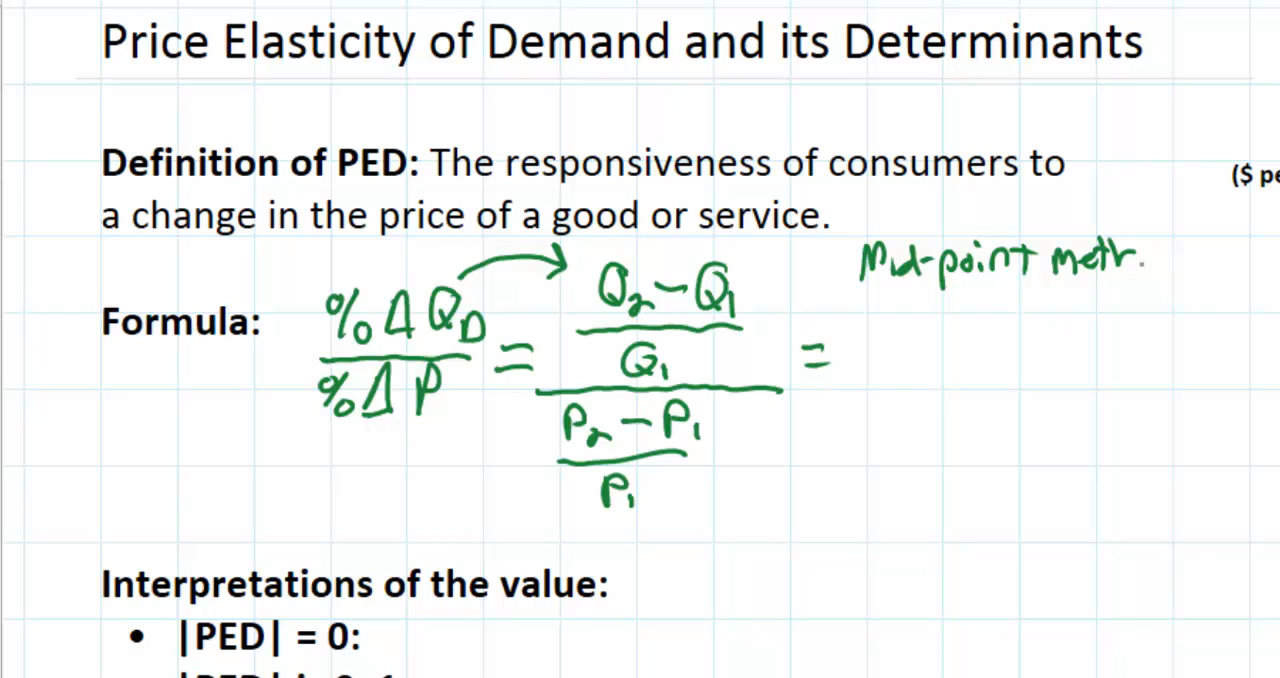 Price Elasticity of Demand and its Determinants
Definition of PED: The responsiveness of consumers to
a change in the price of a good or service.
($ pe
Mid-point meth.
Formula: %ΔQD / %ΔP = ((Q2 - Q1) / Q1) / ((P2 - P1) / P1) =
Interpretations of the value:
• |PED| = 0: